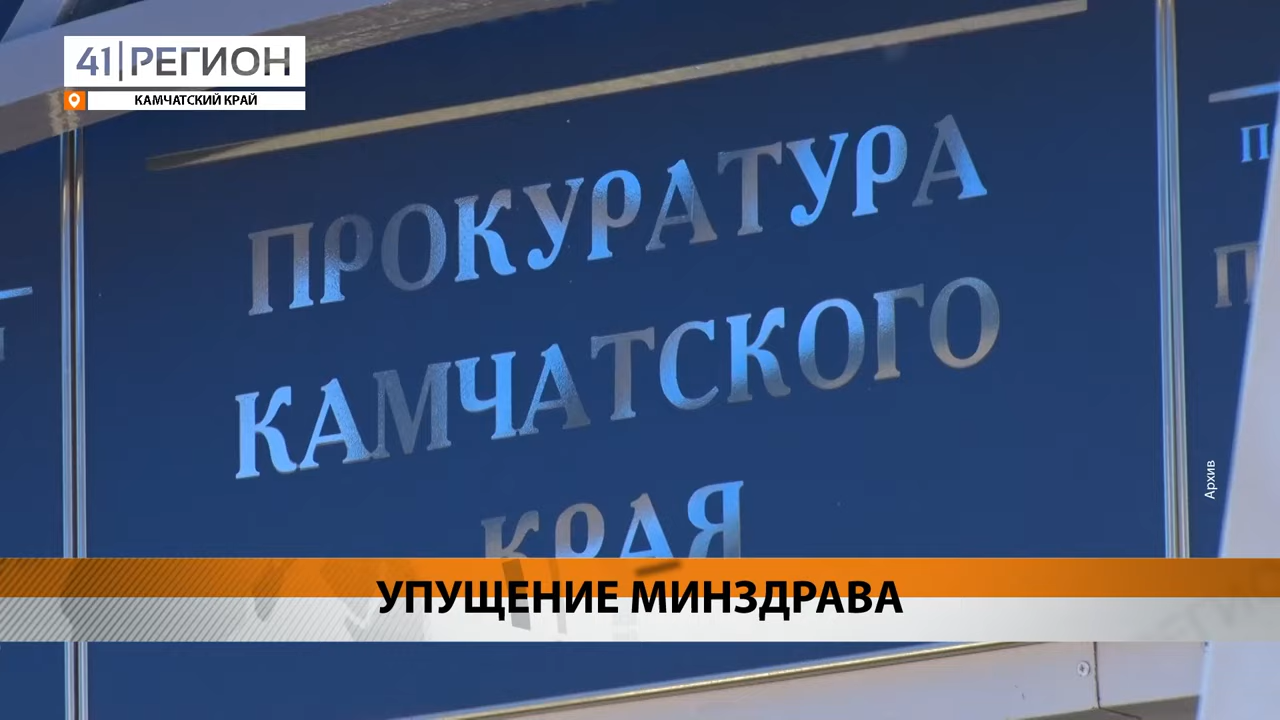 41|РЕГИОН
КАМЧАТСКИЙ КРАЙ
ПРОКУРАТУРА
КАМЧАТСКОГО
КРАЯ
Архив
УПУЩЕНИЕ МИНЗДРАВА